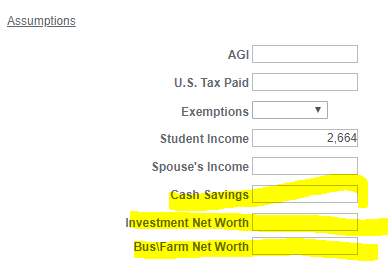 Assumptions
AGI
U.S. Tax Paid
Exemptions
Student Income 2,664
Spouse's Income
Cash Savings
Investment Net Worth
Bus\Farm Net Worth